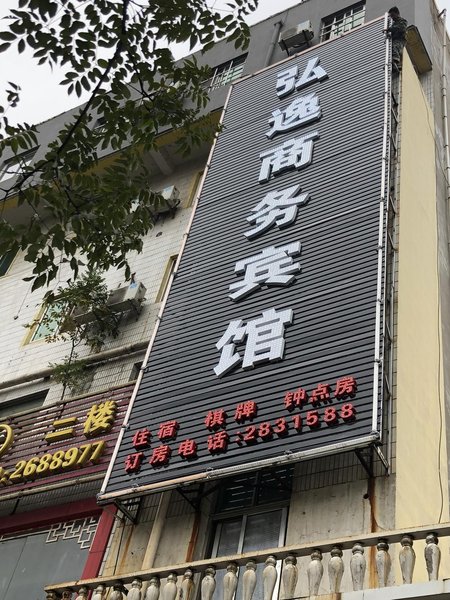 弘逸商务宾馆
住宿 棋牌 钟点房
订房电话:2831588
二楼
:2688977